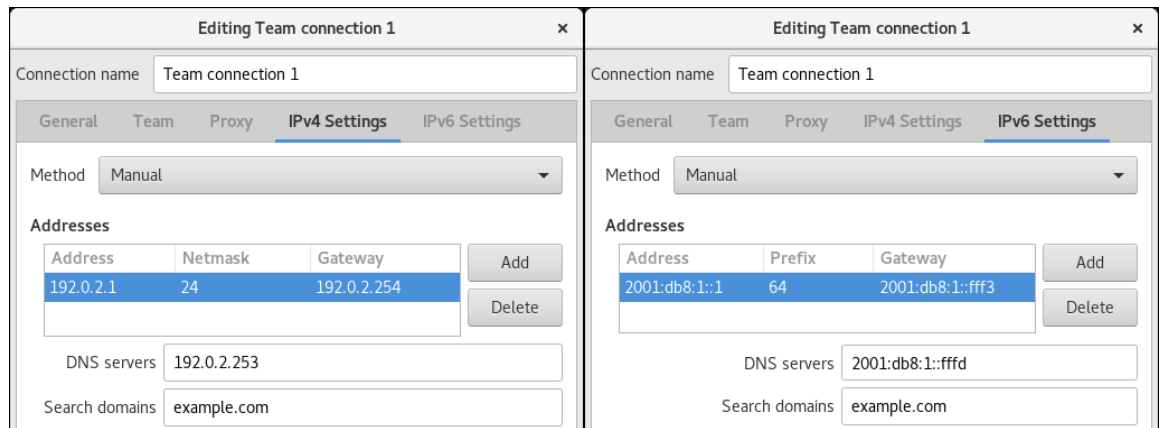 Editing Team connection 1 ×
Connection name Team connection 1
General Team Proxy IPv4 Settings IPv6 Settings
Method Manual
Addresses
Address Netmask Gateway
192.0.2.1 24 192.0.2.254
Add
Delete
DNS servers 192.0.2.253
Search domains example.com
Editing Team connection 1 ×
Connection name Team connection 1
General Team Proxy IPv4 Settings IPv6 Settings
Method Manual
Addresses
Address Prefix Gateway
2001:db8:1::1 64 2001:db8:1::fff3
Add
Delete
DNS servers 2001:db8:1::fffd
Search domains example.com